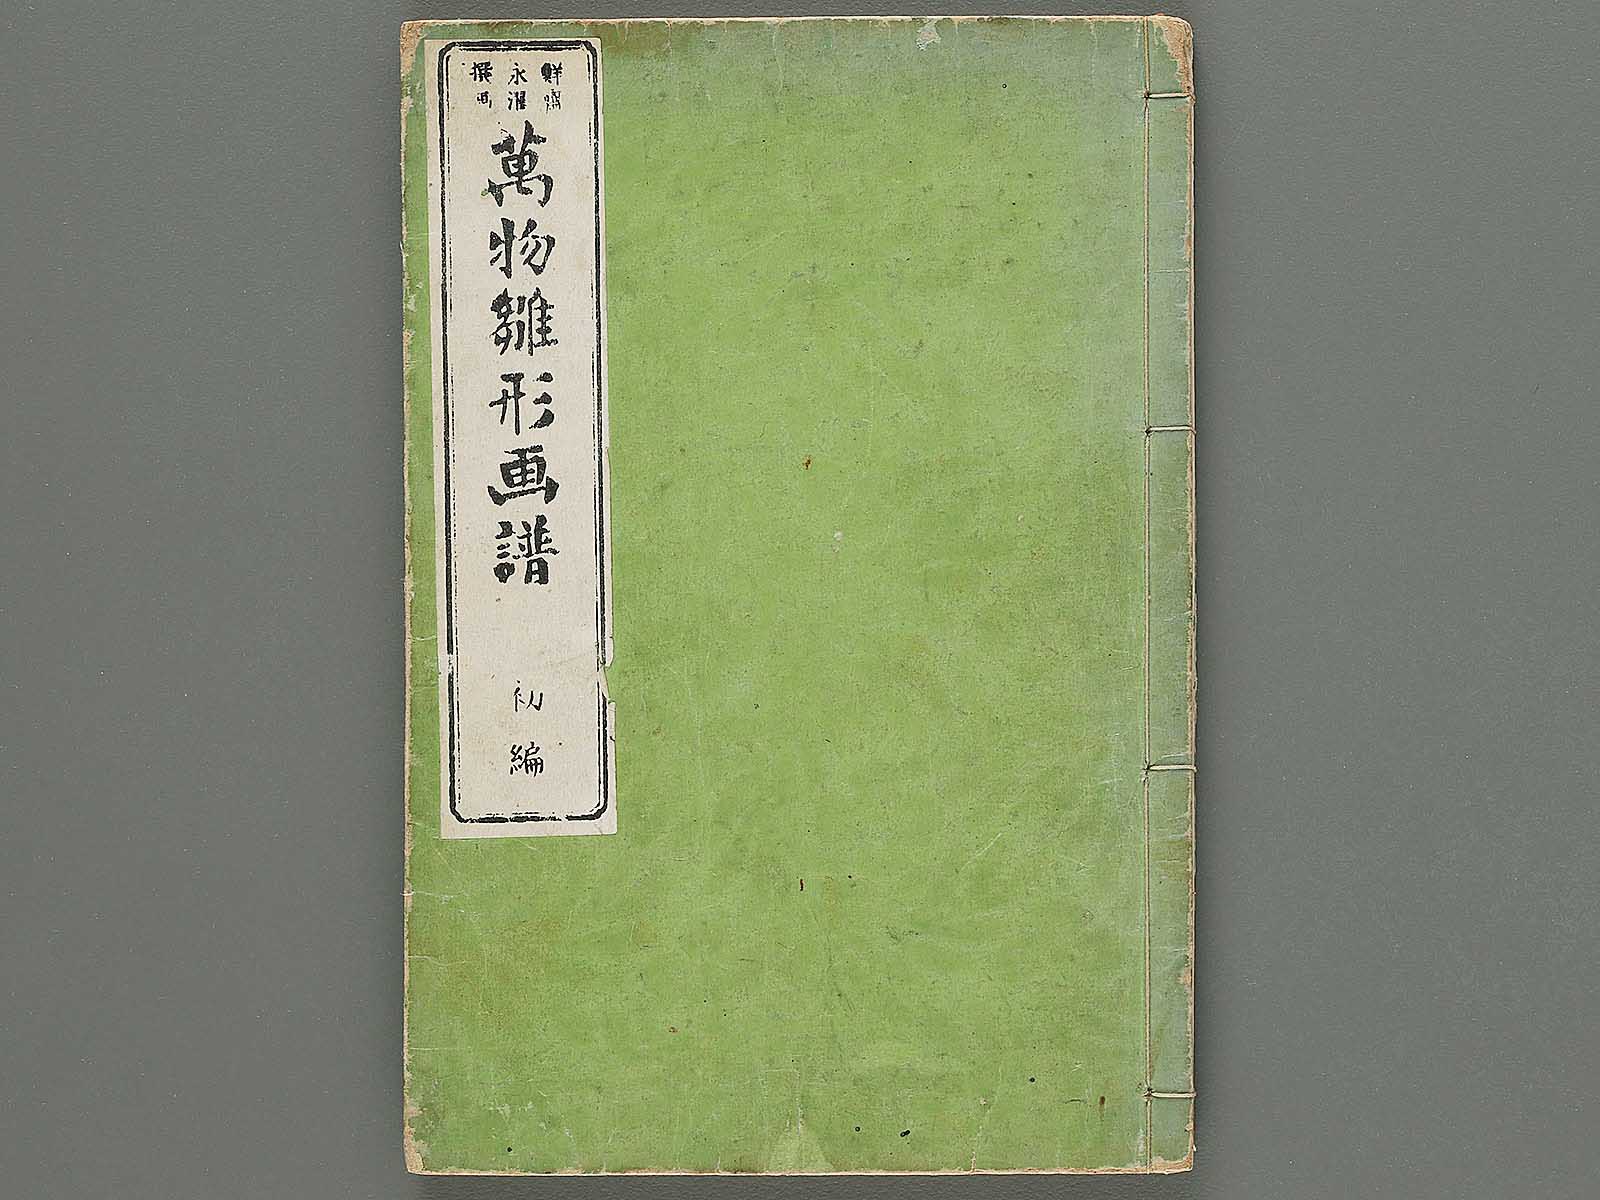 鮮齋
永濯
撰画
萬物雛形画譜
初編